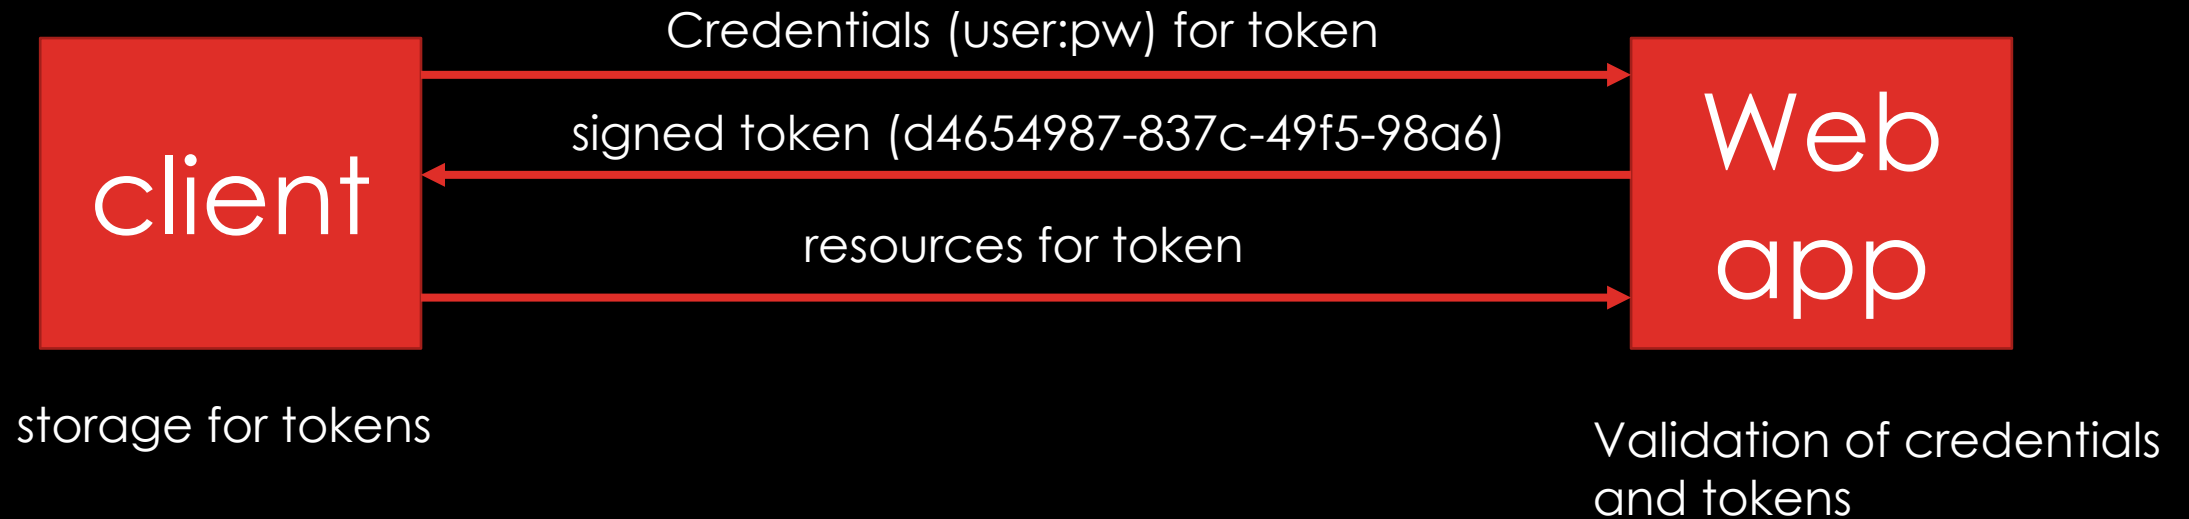 Credentials (user:pw) for token
client
signed token (d4654987-837c-49f5-98a6)
resources for token
Web
app
storage for tokens
Validation of credentials
and tokens